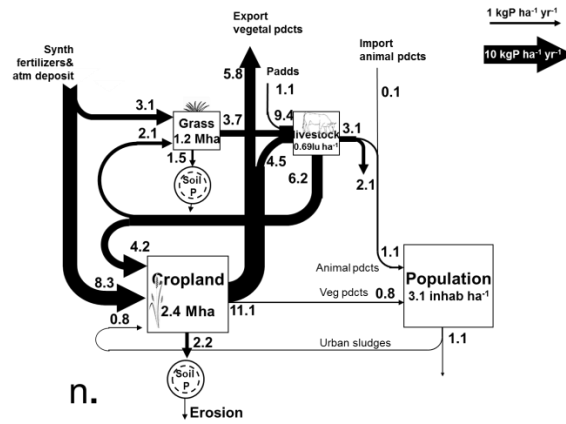 Export
vegetal pdcts
1 kgP ha-1 yr-1
10 kgP ha-1 yr-1
Synth
fertilizers&
atm deposit
Import
animal pdcts
5.8
Padds
1.1
0.1
3.1
Grass
1.2 Mha
3.7
9.4
livestock
0.69lu ha-1
3.1
2.1
1.5
4.5
6.2
2.1
Soil
P
4.2
8.3
Cropland
2.4 Mha
11.1
Animal pdcts
1.1
Veg pdcts
0.8
Population
3.1 inhab ha-1
0.8
2.2
Urban sludges
1.1
Soil
P
n.
Erosion